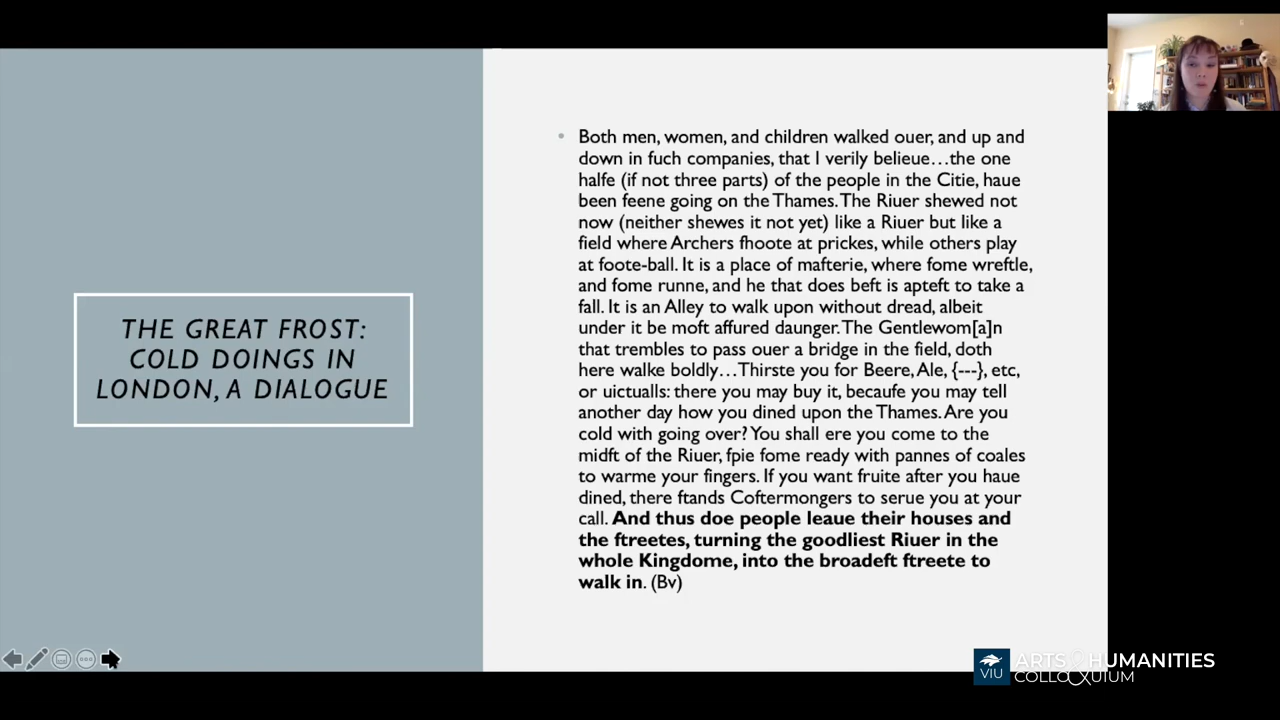 THE GREAT FROST:
COLD DOINGS IN
LONDON, A DIALOGUE
• Both men, women, and children walked ouer, and up and
down in fuch companies, that I verily belieue…the one
halfe (if not three parts) of the people in the Citie, haue
been feene going on the Thames. The Riuer shewed not
now (neither shewes it not yet) like a Riuer but like a
field where Archers fhoote at prickes, while others play
at foote-ball. It is a place of mafterie, where fome wreftle,
and fome runne, and he that does beft is apteft to take a
fall. It is an Alley to walk upon without dread, albeit
under it be moft affured daunger. The Gentlewom[a]n
that trembles to pass ouer a bridge in the field, doth
here walke boldly…Thirste you for Beere, Ale, {---}, etc,
or uictualls: there you may buy it, becaufe you may tell
another day how you dined upon the Thames. Are you
cold with going over? You shall ere you come to the
midft of the Riuer, fpie fome ready with pannes of coales
to warme your fingers. If you want fruite after you haue
dined, there ftands Coftermongers to serue you at your
call. And thus doe people leaue their houses and
the ftreetes, turning the goodliest Riuer in the
whole Kingdome, into the broadeft ftreete to
walk in. (Bv)
VIU
ARTS & HUMANITIES
COLLOQUIUM